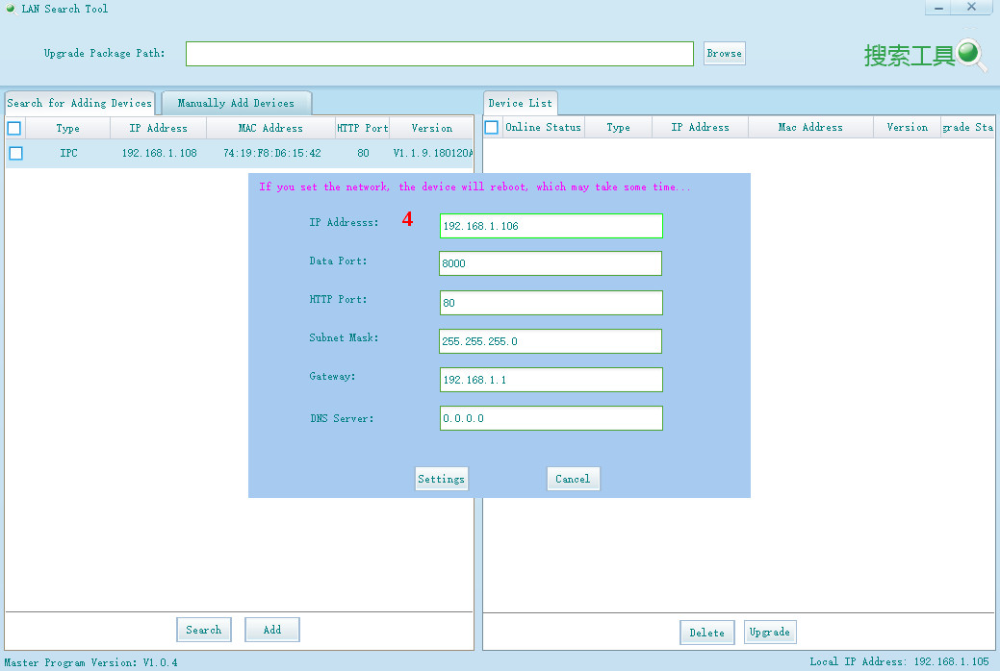 LAN Search Tool
Upgrade Package Path:
Browse
搜索工具
Search for Adding Devices
Manually Add Devices
Device List
Type IP Address MAC Address HTTP Port Version
Online Status Type IP Address Mac Address Version grade Sta
IPC 192.168.1.108 74:19:F8:D6:15:42 80 V1.1.9.180120A
If you set the network, the device will reboot, which may take some time...
IP Addresss: 4 192.168.1.106
Data Port: 8000
HTTP Port: 80
Subnet Mask: 255.255.255.0
Gateway: 192.168.1.1
DNS Server: 0.0.0.0
Settings Cancel
Search Add
Delete Upgrade
Master Program Version: V1.0.4
Local IP Address: 192.168.1.105